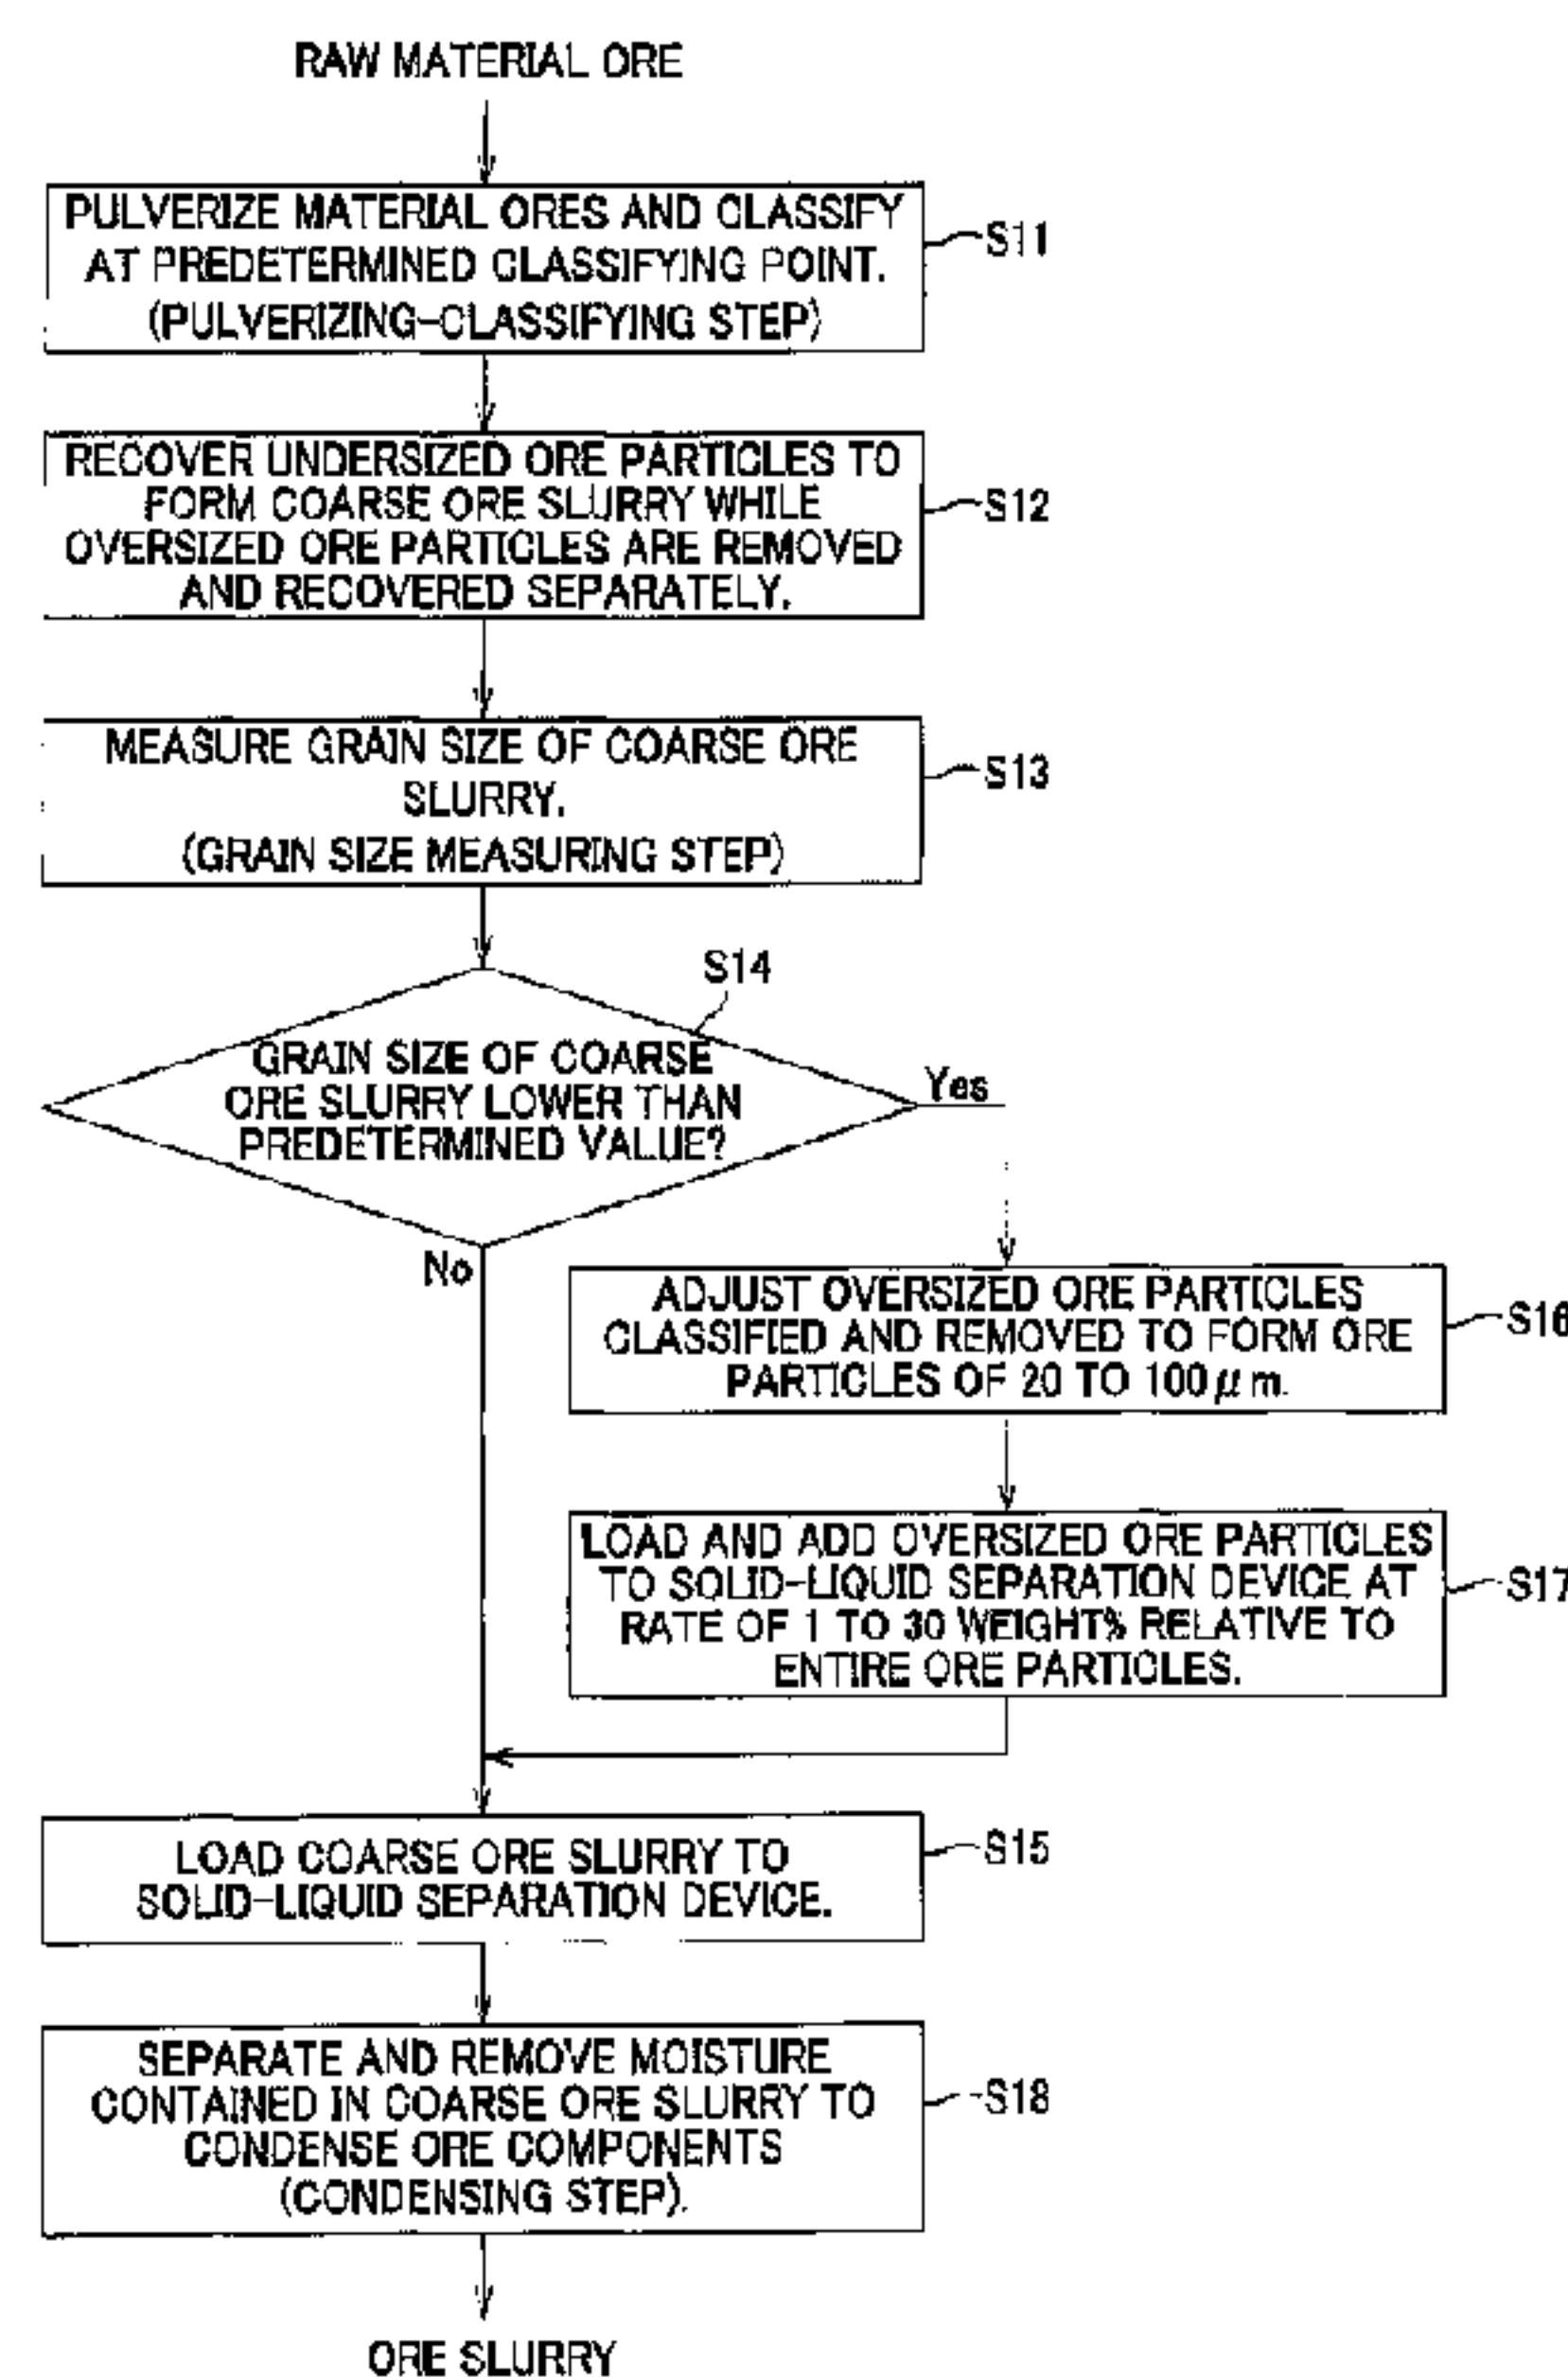 RAW MATERIAL ORE
PULVERIZE MATERIAL ORES AND CLASSIFY
AT PREDETERMINED CLASSIFYING POINT.
(PULVERIZING-CLASSIFYING STEP)
S11
RECOVER UNDERSIZED ORE PARTICLES TO
FORM COARSE ORE SLURRY WHILE
OVERSIZED ORE PARTICLES ARE REMOVED
AND RECOVERED SEPARATELY.
S12
MEASURE GRAIN SIZE OF COARSE ORE
SLURRY.
(GRAIN SIZE MEASURING STEP)
S13
S14
GRAIN SIZE OF COARSE
ORE SLURRY LOWER THAN
PREDETERMINED VALUE?
Yes
No
ADJUST OVERSIZED ORE PARTICLES
CLASSIFIED AND REMOVED TO FORM ORE
PARTICLES OF 20 TO 100μm.
S16
LOAD AND ADD OVERSIZED ORE PARTICLES
TO SOLID-LIQUID SEPARATION DEVICE AT
RATE OF 1 TO 30 WEIGHT% RELATIVE TO
ENTIRE ORE PARTICLES.
S17
LOAD COARSE ORE SLURRY TO
SOLID-LIQUID SEPARATION DEVICE.
S15
SEPARATE AND REMOVE MOISTURE
CONTAINED IN COARSE ORE SLURRY TO
CONDENSE ORE COMPONENTS
(CONDENSING STEP).
S18
ORE SLURRY